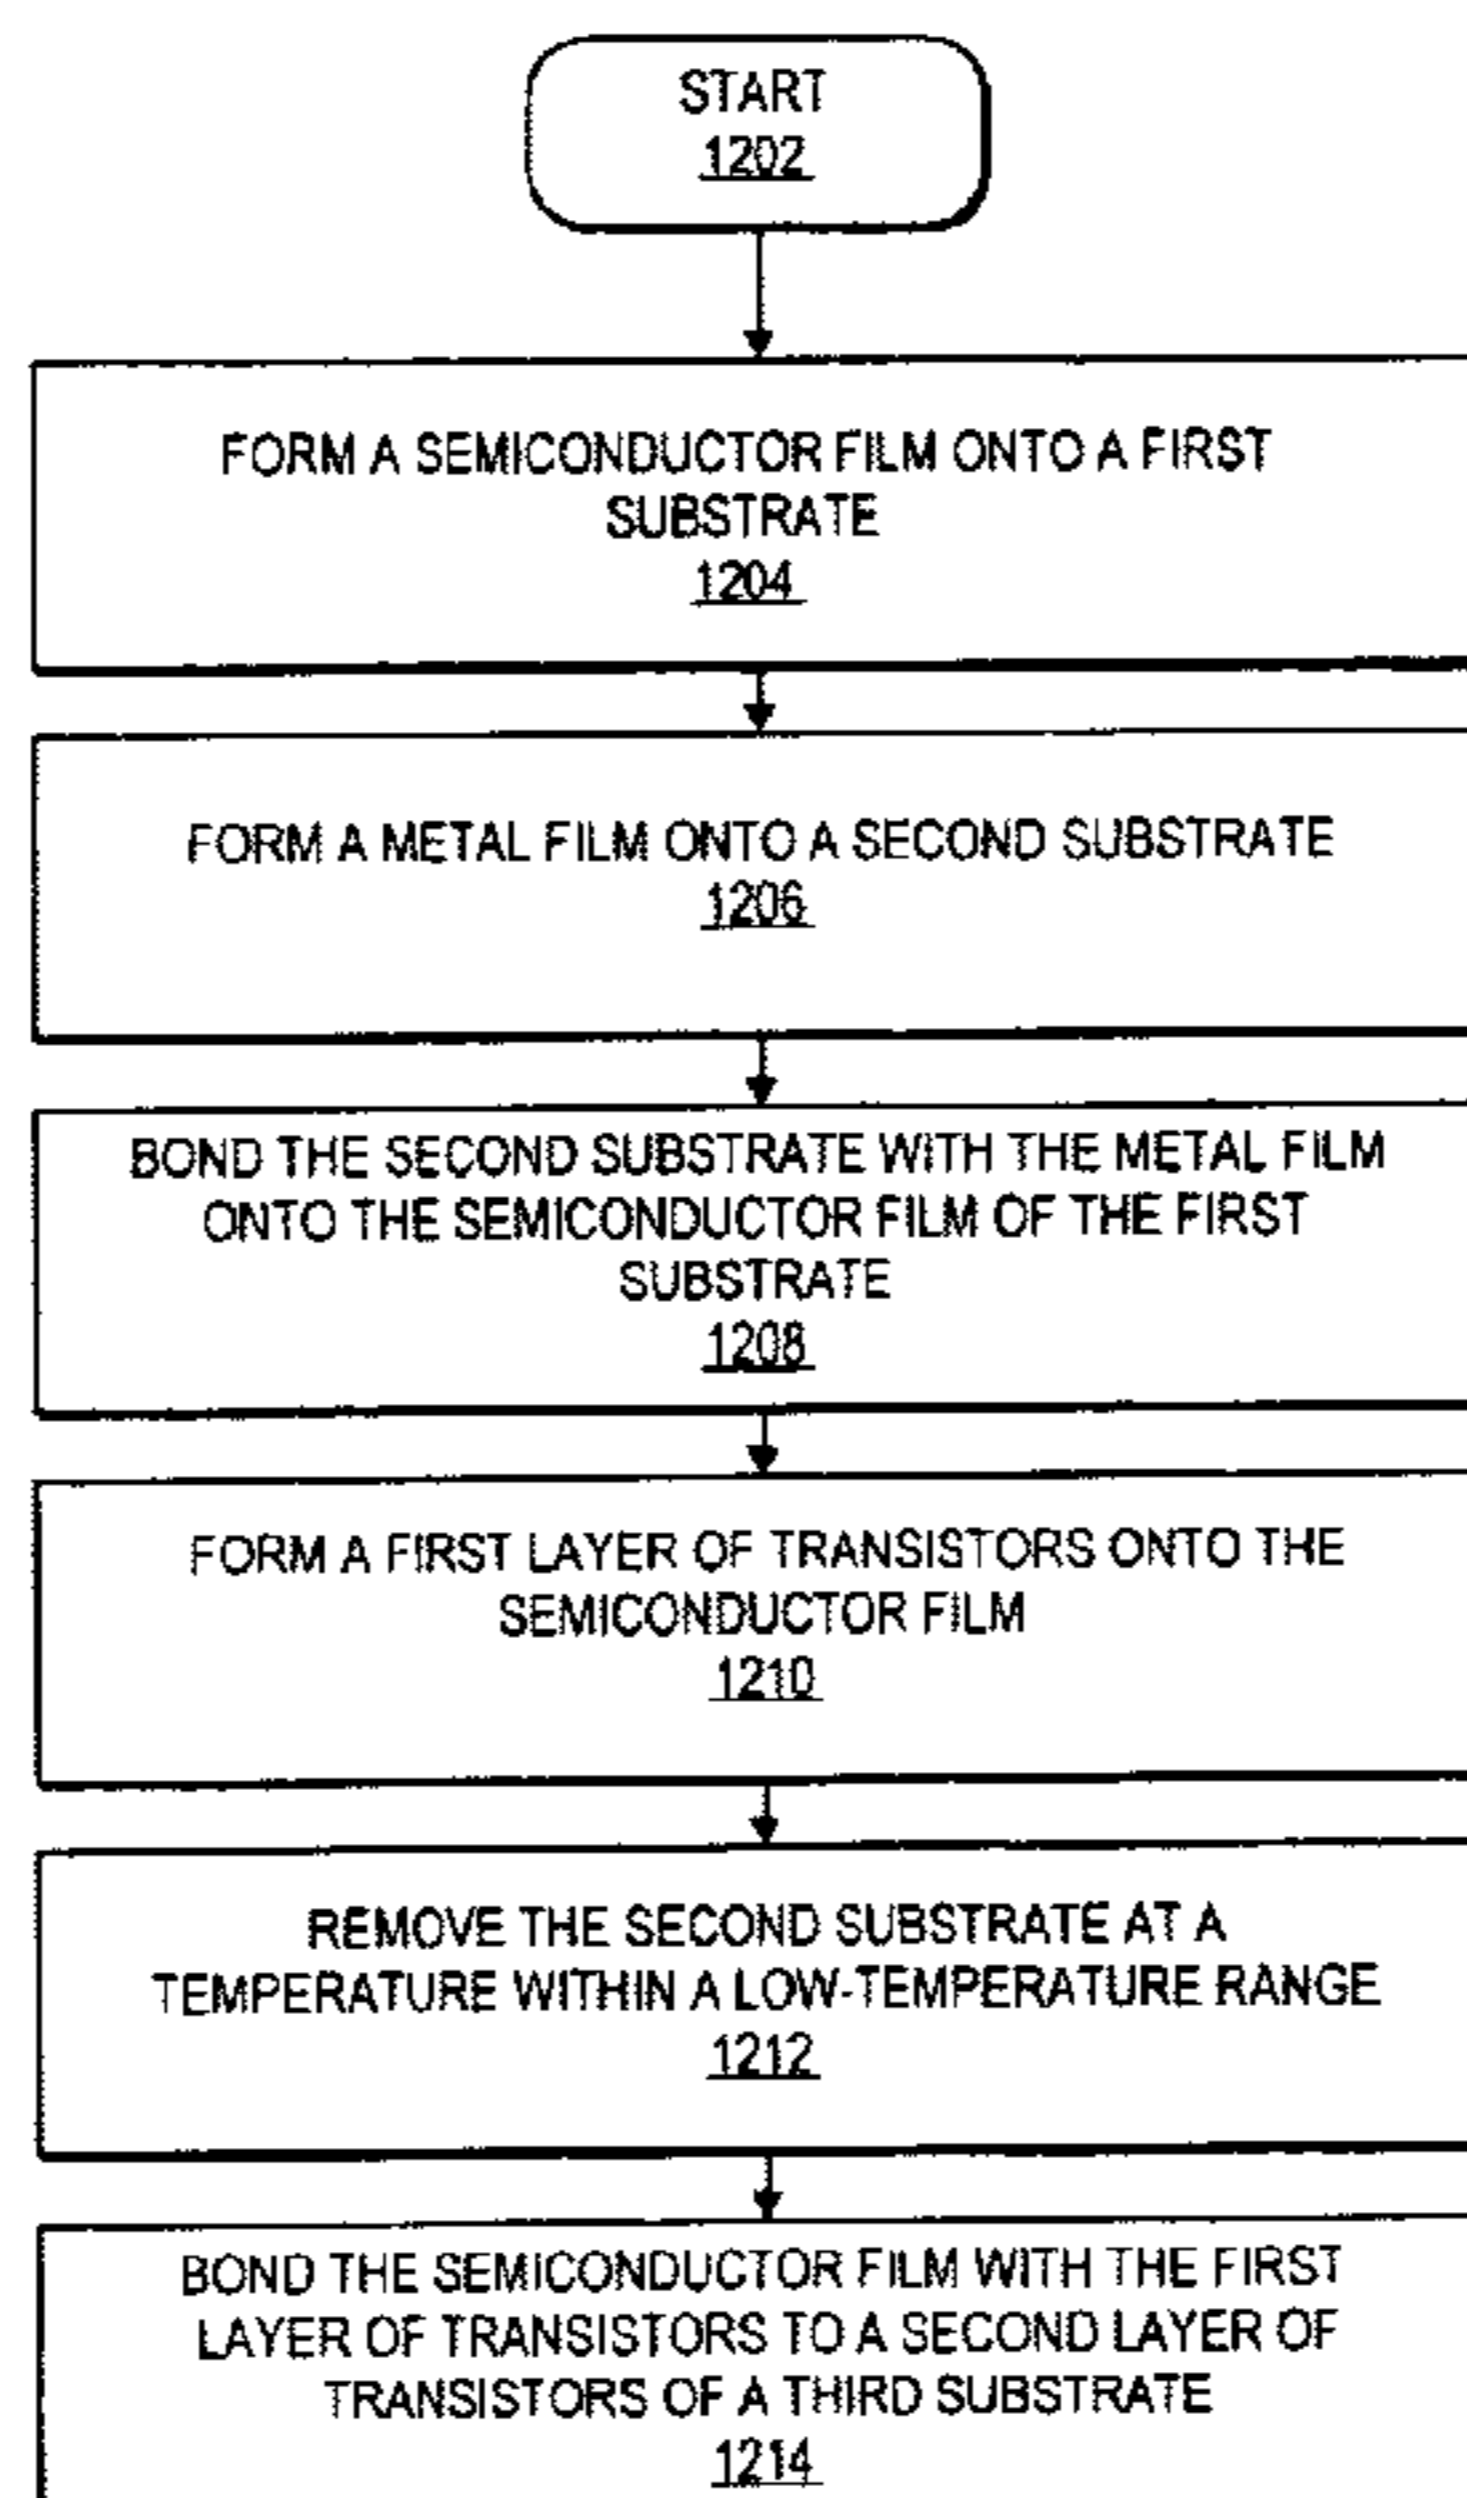 START
1202
FORM A SEMICONDUCTOR FILM ONTO A FIRST
SUBSTRATE
1204
FORM A METAL FILM ONTO A SECOND SUBSTRATE
1206
BOND THE SECOND SUBSTRATE WITH THE METAL FILM
ONTO THE SEMICONDUCTOR FILM OF THE FIRST
SUBSTRATE
1208
FORM A FIRST LAYER OF TRANSISTORS ONTO THE
SEMICONDUCTOR FILM
1210
REMOVE THE SECOND SUBSTRATE AT A
TEMPERATURE WITHIN A LOW-TEMPERATURE RANGE
1212
BOND THE SEMICONDUCTOR FILM WITH THE FIRST
LAYER OF TRANSISTORS TO A SECOND LAYER OF
TRANSISTORS OF A THIRD SUBSTRATE
1214